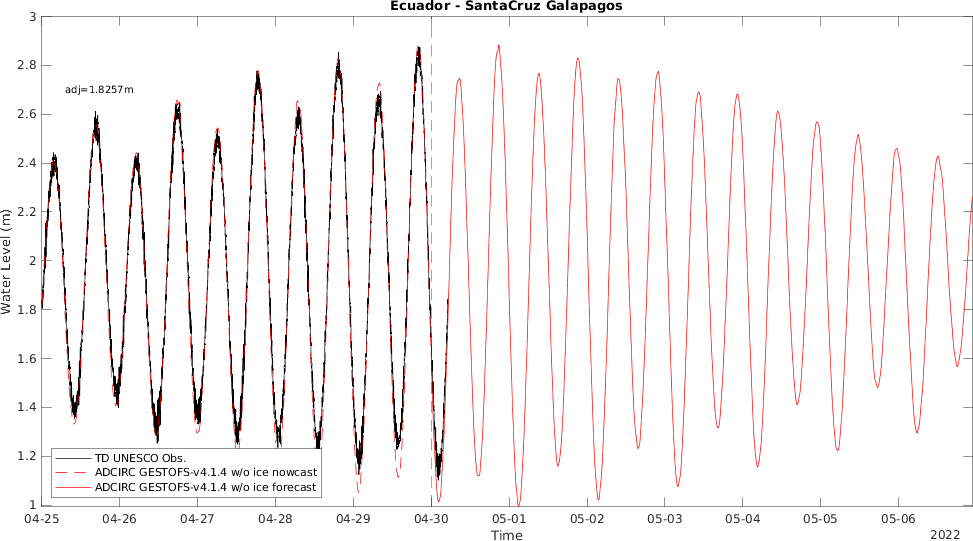 Ecuador - SantaCruz Galapagos
3
2.8
adj=1.8257m
2.6
2.4
2.2
2
Water Level (m)
1.8
1.6
1.4
1.2
TD UNESCO Obs.
ADCIRC GESTOFS-v4.1.4 w/o ice nowcast
ADCIRC GESTOFS-v4.1.4 w/o ice forecast
1
04-25 04-26 04-27 04-28 04-29 04-30 05-01 05-02 05-03 05-04 05-05 05-06
Time
2022